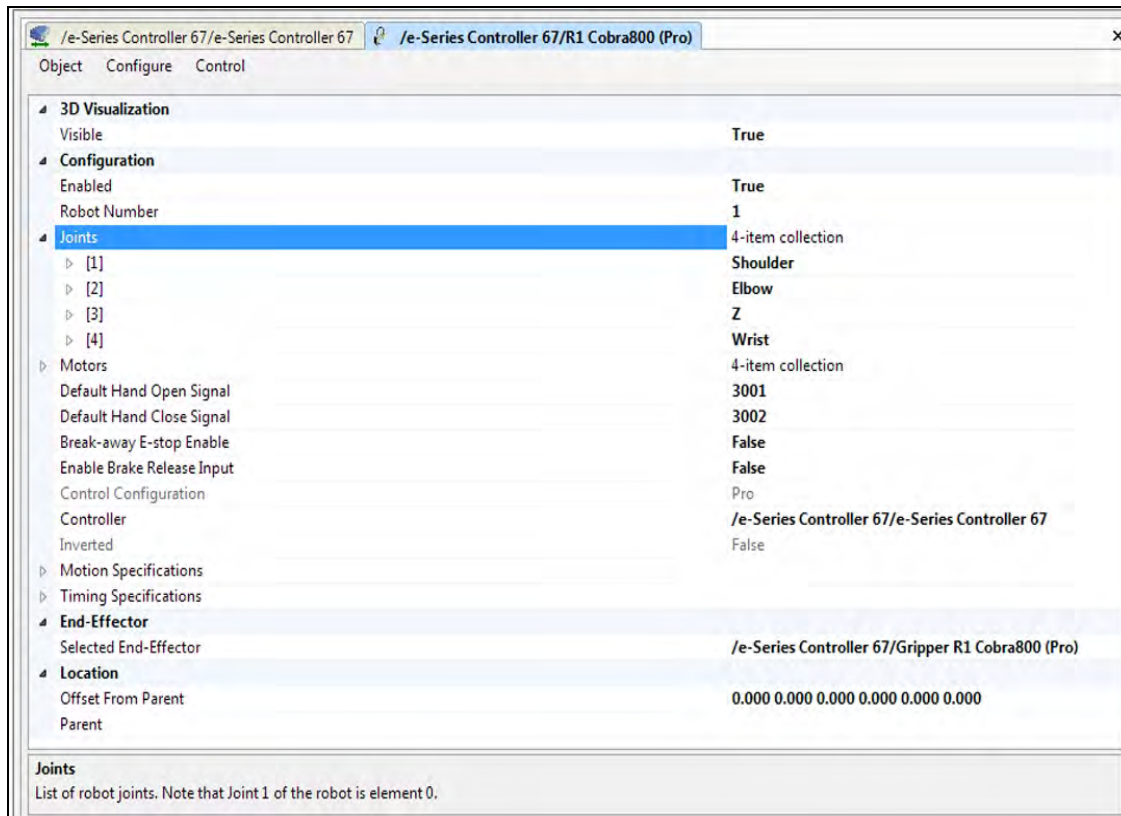 /e-Series Controller 67/e-Series Controller 67 /e-Series Controller 67/R1 Cobra800 (Pro)
Object Configure Control
3D Visualization
Visible True
Configuration
Enabled True
Robot Number 1
Joints 4-item collection
[1] Shoulder
[2] Elbow
[3] Z
[4] Wrist
Motors 4-item collection
Default Hand Open Signal 3001
Default Hand Close Signal 3002
Break-away E-stop Enable False
Enable Brake Release Input False
Control Configuration Pro
Controller /e-Series Controller 67/e-Series Controller 67
Inverted False
Motion Specifications
Timing Specifications
End-Effector
Selected End-Effector /e-Series Controller 67/Gripper R1 Cobra800 (Pro)
Location
Offset From Parent 0.000 0.000 0.000 0.000 0.000 0.000
Parent
Joints
List of robot joints. Note that Joint 1 of the robot is element 0.